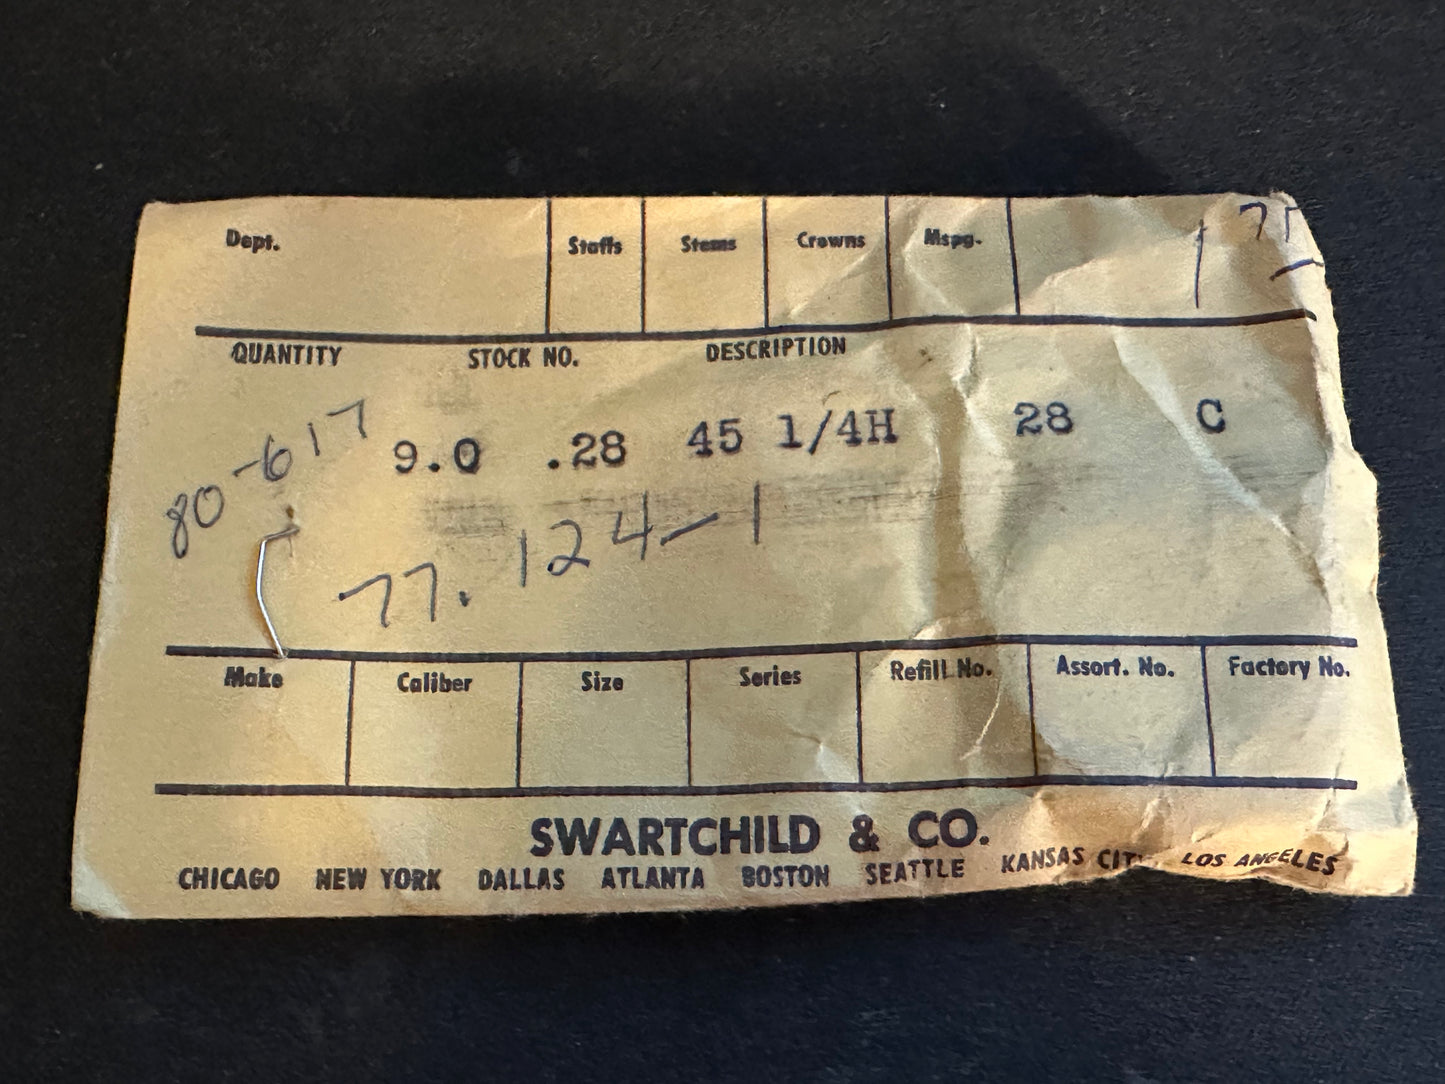 Dept. Staffs Stems Crowns Mspg. 1 75
QUANTITY STOCK NO. DESCRIPTION
80-617 9.0 .28 45 1/4H 28 C
77.124-1
Make Caliber Size Series Refill No. Assort. No. Factory No.
SWARTCHILD & CO.
CHICAGO NEW YORK DALLAS ATLANTA BOSTON SEATTLE KANSAS CITY LOS ANGELES